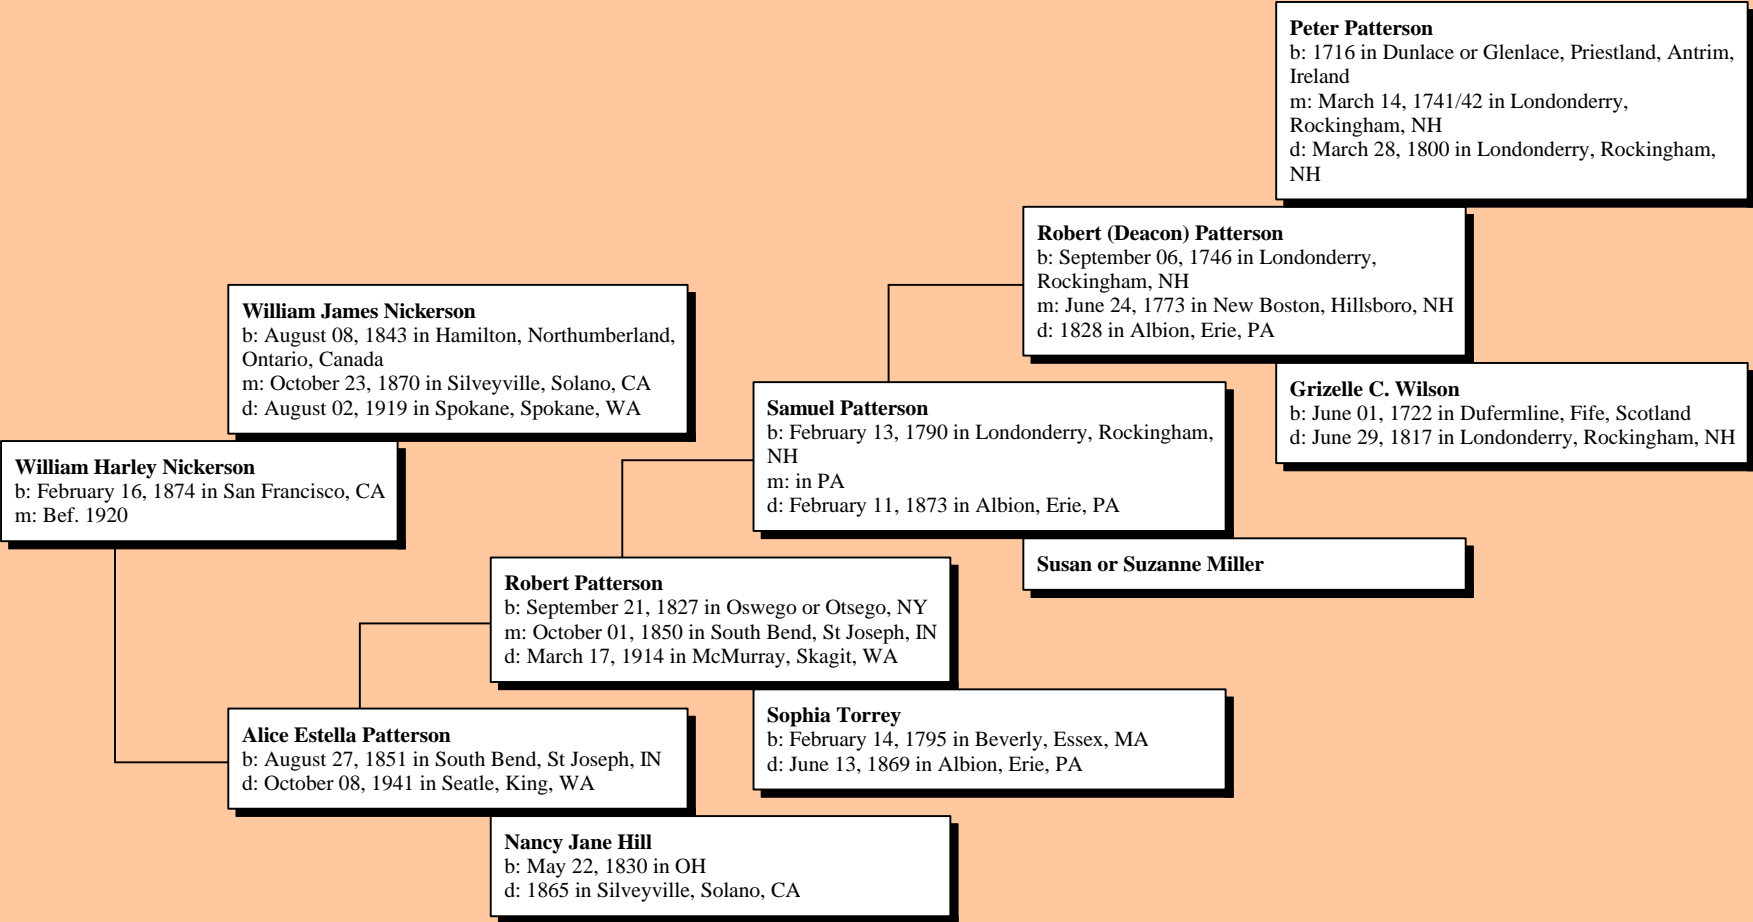 Peter Patterson
b: 1716 in Dunlace or Glenlace, Priestland, Antrim,
Ireland
m: March 14, 1741/42 in Londonderry,
Rockingham, NH
d: March 28, 1800 in Londonderry, Rockingham,
NH
Robert (Deacon) Patterson
b: September 06, 1746 in Londonderry,
Rockingham, NH
m: June 24, 1773 in New Boston, Hillsboro, NH
d: 1828 in Albion, Erie, PA
William James Nickerson
b: August 08, 1843 in Hamilton, Northumberland,
Ontario, Canada
m: October 23, 1870 in Silveyville, Solano, CA
d: August 02, 1919 in Spokane, Spokane, WA
Grizelle C. Wilson
b: June 01, 1722 in Dufermline, Fife, Scotland
d: June 29, 1817 in Londonderry, Rockingham, NH
Samuel Patterson
b: February 13, 1790 in Londonderry, Rockingham,
NH
m: in PA
d: February 11, 1873 in Albion, Erie, PA
William Harley Nickerson
b: February 16, 1874 in San Francisco, CA
m: Bef. 1920
Susan or Suzanne Miller
Robert Patterson
b: September 21, 1827 in Oswego or Otsego, NY
m: October 01, 1850 in South Bend, St Joseph, IN
d: March 17, 1914 in McMurray, Skagit, WA
Sophia Torrey
b: February 14, 1795 in Beverly, Essex, MA
d: June 13, 1869 in Albion, Erie, PA
Alice Estella Patterson
b: August 27, 1851 in South Bend, St Joseph, IN
d: October 08, 1941 in Seatle, King, WA
Nancy Jane Hill
b: May 22, 1830 in OH
d: 1865 in Silveyville, Solano, CA